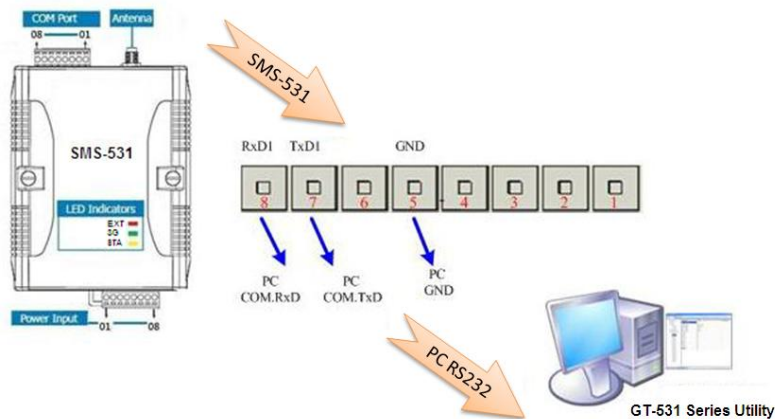 COM Port
Antenna
08 01
SMS-531
SMS-531
LED Indicators
EXT
SG
STA
Power Input
01 08
RxD1 TxD1 GND
8 7 6 5 4 3 2 1
PC
COM.RxD
PC
COM.TxD
PC
GND
PC RS232
GT-531 Series Utility